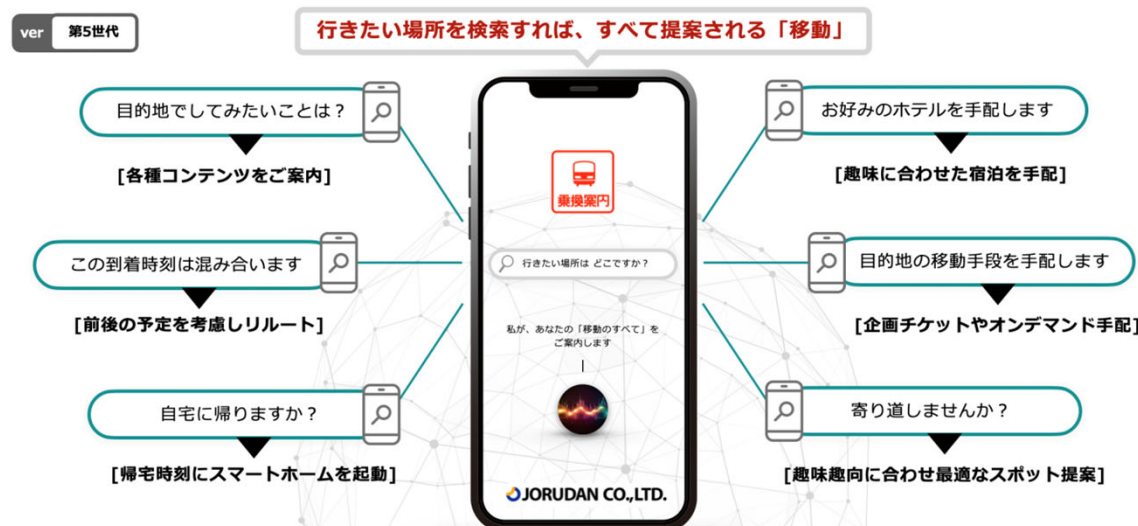 ver 第5世代
行きたい場所を検索すれば、すべて提案される「移動」
目的地でしてみたいことは？
[各種コンテンツをご案内]
この到着時刻は混み合います
[前後の予定を考慮しリルート]
自宅に帰りますか？
[帰宅時刻にスマートホームを起動]
乗換案内
行きたい場所は どこですか？
私が、あなたの「移動のすべて」を
ご案内します
JORUDAN CO.,LTD.
お好みのホテルを手配します
[趣味に合わせた宿泊を手配]
目的地の移動手段を手配します
[企画チケットやオンデマンド手配]
寄り道しませんか？
[趣味趣向に合わせ最適なスポット提案]